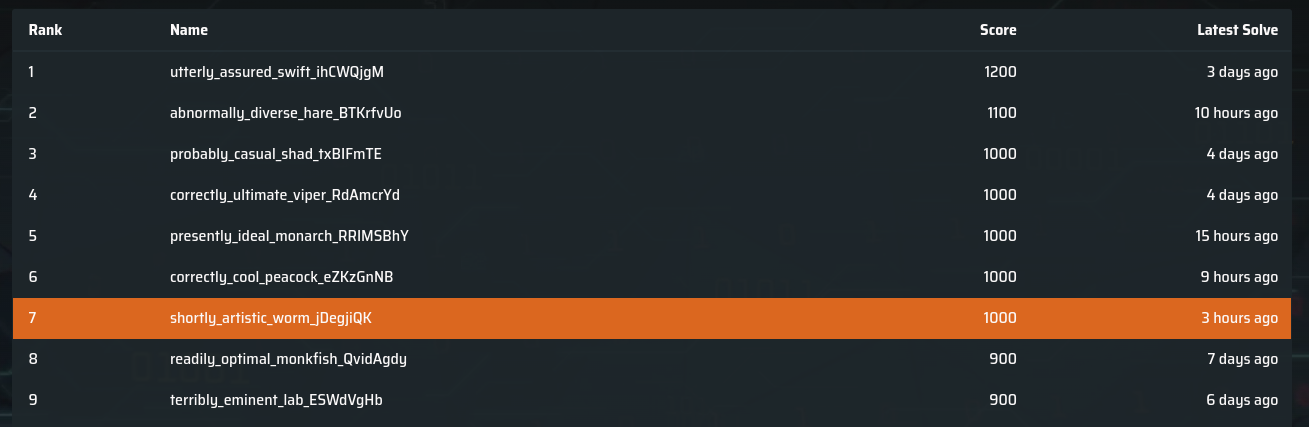 Rank Name Score Latest Solve
1 utterly_assured_swift_ihCWQjgM 1200 3 days ago
2 abnormally_diverse_hare_BTKrfvUo 1100 10 hours ago
3 probably_casual_shad_txBIFmTE 1000 4 days ago
4 correctly_ultimate_viper_RdAmcrYd 1000 4 days ago
5 presently_ideal_monarch_RRIMSBhY 1000 15 hours ago
6 correctly_cool_peacock_eZKzGnNB 1000 9 hours ago
7 shortly_artistic_worm_jDegjiQK 1000 3 hours ago
8 readily_optimal_monkfish_QvidAgdy 900 7 days ago
9 terribly_eminent_lab_ESWdVgHb 900 6 days ago